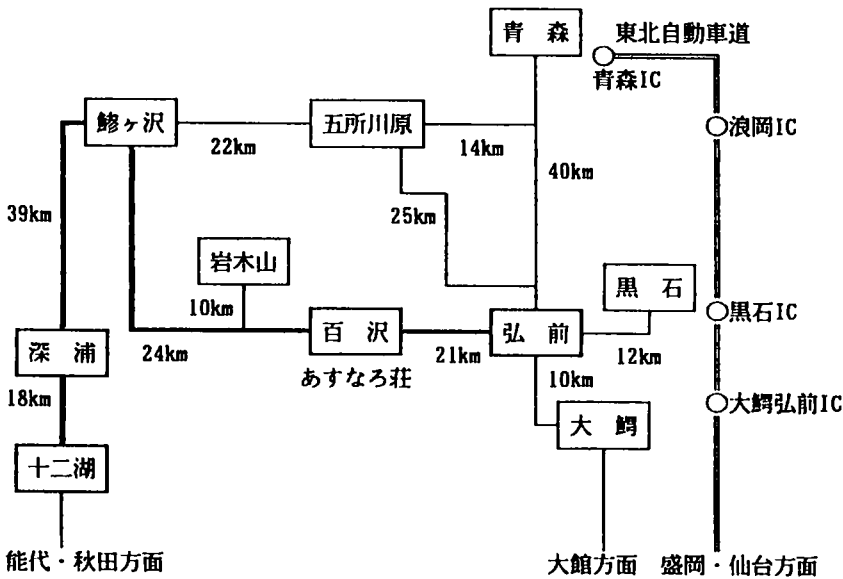 青森
東北自動車道
青森IC
鰺ヶ沢
五所川原
浪岡IC
22km
14km
40km
39km
25km
岩木山
黒石
10km
黒石IC
深浦
百沢
弘前
24km
21km
12km
あすなろ荘
10km
18km
大鰐弘前IC
大鰐
十二湖
能代・秋田方面
大館方面
盛岡・仙台方面